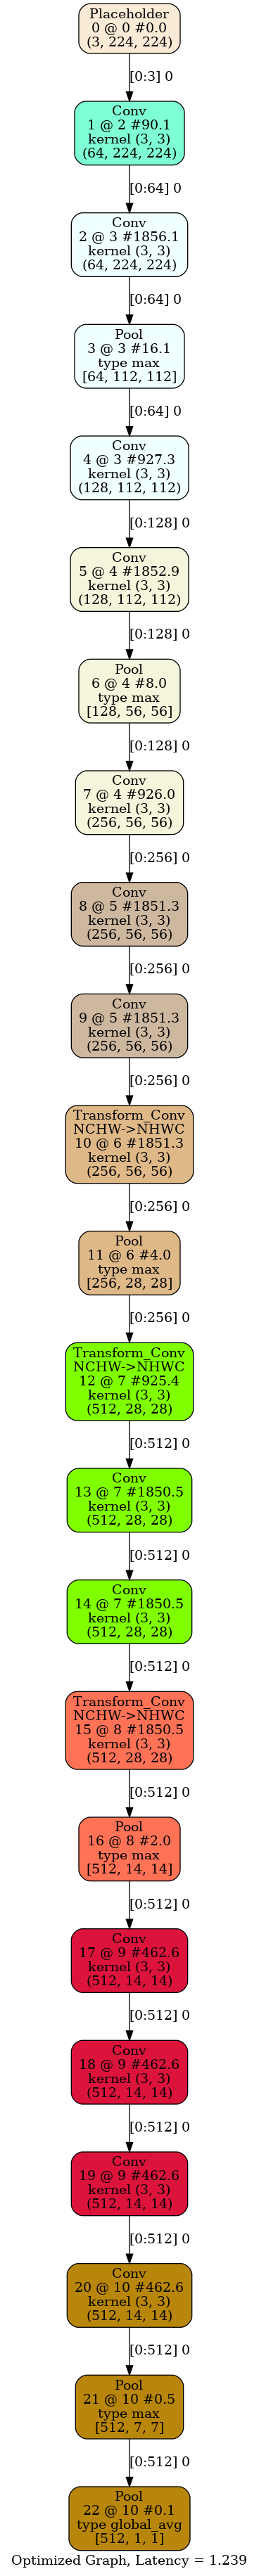 Placeholder
0 @ 0 #0.0
(3, 224, 224)
[0:3] 0
Conv
1 @ 2 #90.1
kernel (3, 3)
(64, 224, 224)
[0:64] 0
Conv
2 @ 3 #1856.1
kernel (3, 3)
(64, 224, 224)
[0:64] 0
Pool
3 @ 3 #16.1
type max
[64, 112, 112]
[0:64] 0
Conv
4 @ 3 #927.3
kernel (3, 3)
(128, 112, 112)
[0:128] 0
Conv
5 @ 4 #1852.9
kernel (3, 3)
(128, 112, 112)
[0:128] 0
Pool
6 @ 4 #8.0
type max
[128, 56, 56]
[0:128] 0
Conv
7 @ 4 #926.0
kernel (3, 3)
(256, 56, 56)
[0:256] 0
Conv
8 @ 5 #1851.3
kernel (3, 3)
(256, 56, 56)
[0:256] 0
Conv
9 @ 5 #1851.3
kernel (3, 3)
(256, 56, 56)
[0:256] 0
Transform_Conv
NCHW->NHWC
10 @ 6 #1851.3
kernel (3, 3)
(256, 56, 56)
[0:256] 0
Pool
11 @ 6 #4.0
type max
[256, 28, 28]
[0:256] 0
Transform_Conv
NCHW->NHWC
12 @ 7 #925.4
kernel (3, 3)
(512, 28, 28)
[0:512] 0
Conv
13 @ 7 #1850.5
kernel (3, 3)
(512, 28, 28)
[0:512] 0
Conv
14 @ 7 #1850.5
kernel (3, 3)
(512, 28, 28)
[0:512] 0
Transform_Conv
NCHW->NHWC
15 @ 8 #1850.5
kernel (3, 3)
(512, 28, 28)
[0:512] 0
Pool
16 @ 8 #2.0
type max
[512, 14, 14]
[0:512] 0
Conv
17 @ 9 #462.6
kernel (3, 3)
(512, 14, 14)
[0:512] 0
Conv
18 @ 9 #462.6
kernel (3, 3)
(512, 14, 14)
[0:512] 0
Conv
19 @ 9 #462.6
kernel (3, 3)
(512, 14, 14)
[0:512] 0
Conv
20 @ 10 #462.6
kernel (3, 3)
(512, 14, 14)
[0:512] 0
Pool
21 @ 10 #0.5
type max
[512, 7, 7]
[0:512] 0
Pool
22 @ 10 #0.1
type global_avg
[512, 1, 1]
Optimized Graph, Latency = 1.239